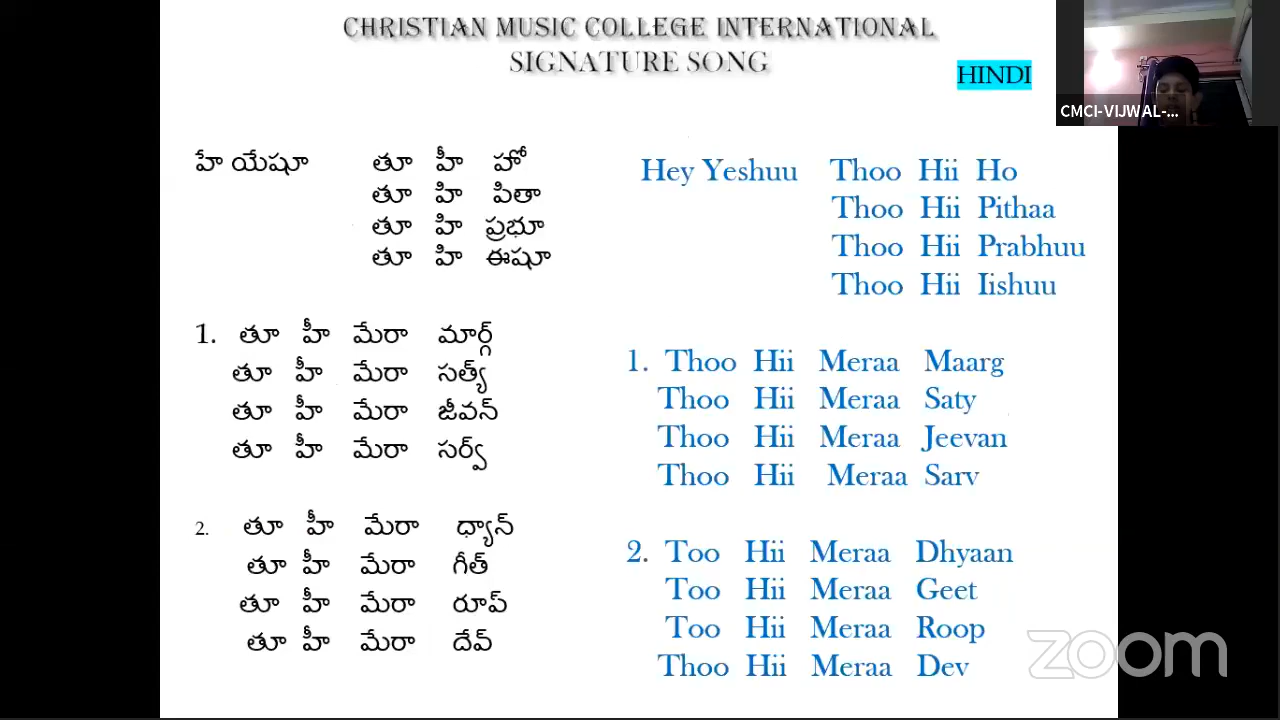 CHRISTIAN MUSIC COLLEGE INTERNATIONAL
SIGNATURE SONG
HINDI
CMCI-VIJWAL-...
హే యేషూ తూ హీ హో
తూ హి పితా
తూ హి ప్రభూ
తూ హి ఈషూ
1. తూ హీ మేరా మార్గ్
తూ హీ మేరా సత్య్
తూ హీ మేరా జీవన్
తూ హీ మేరా సర్వ్
2. తూ హీ మేరా ధ్యాన్
తూ హీ మేరా గీత్
తూ హీ మేరా రూప్
తూ హీ మేరా దేవ్
Hey Yeshuu Thoo Hii Ho
Thoo Hii Pithaa
Thoo Hii Prabhuu
Thoo Hii Iishuu
1. Thoo Hii Meraa Maarg
Thoo Hii Meraa Saty
Thoo Hii Meraa Jeevan
Thoo Hii Meraa Sarv
2. Too Hii Meraa Dhyaan
Too Hii Meraa Geet
Too Hii Meraa Roop
Thoo Hii Meraa Dev
zoom